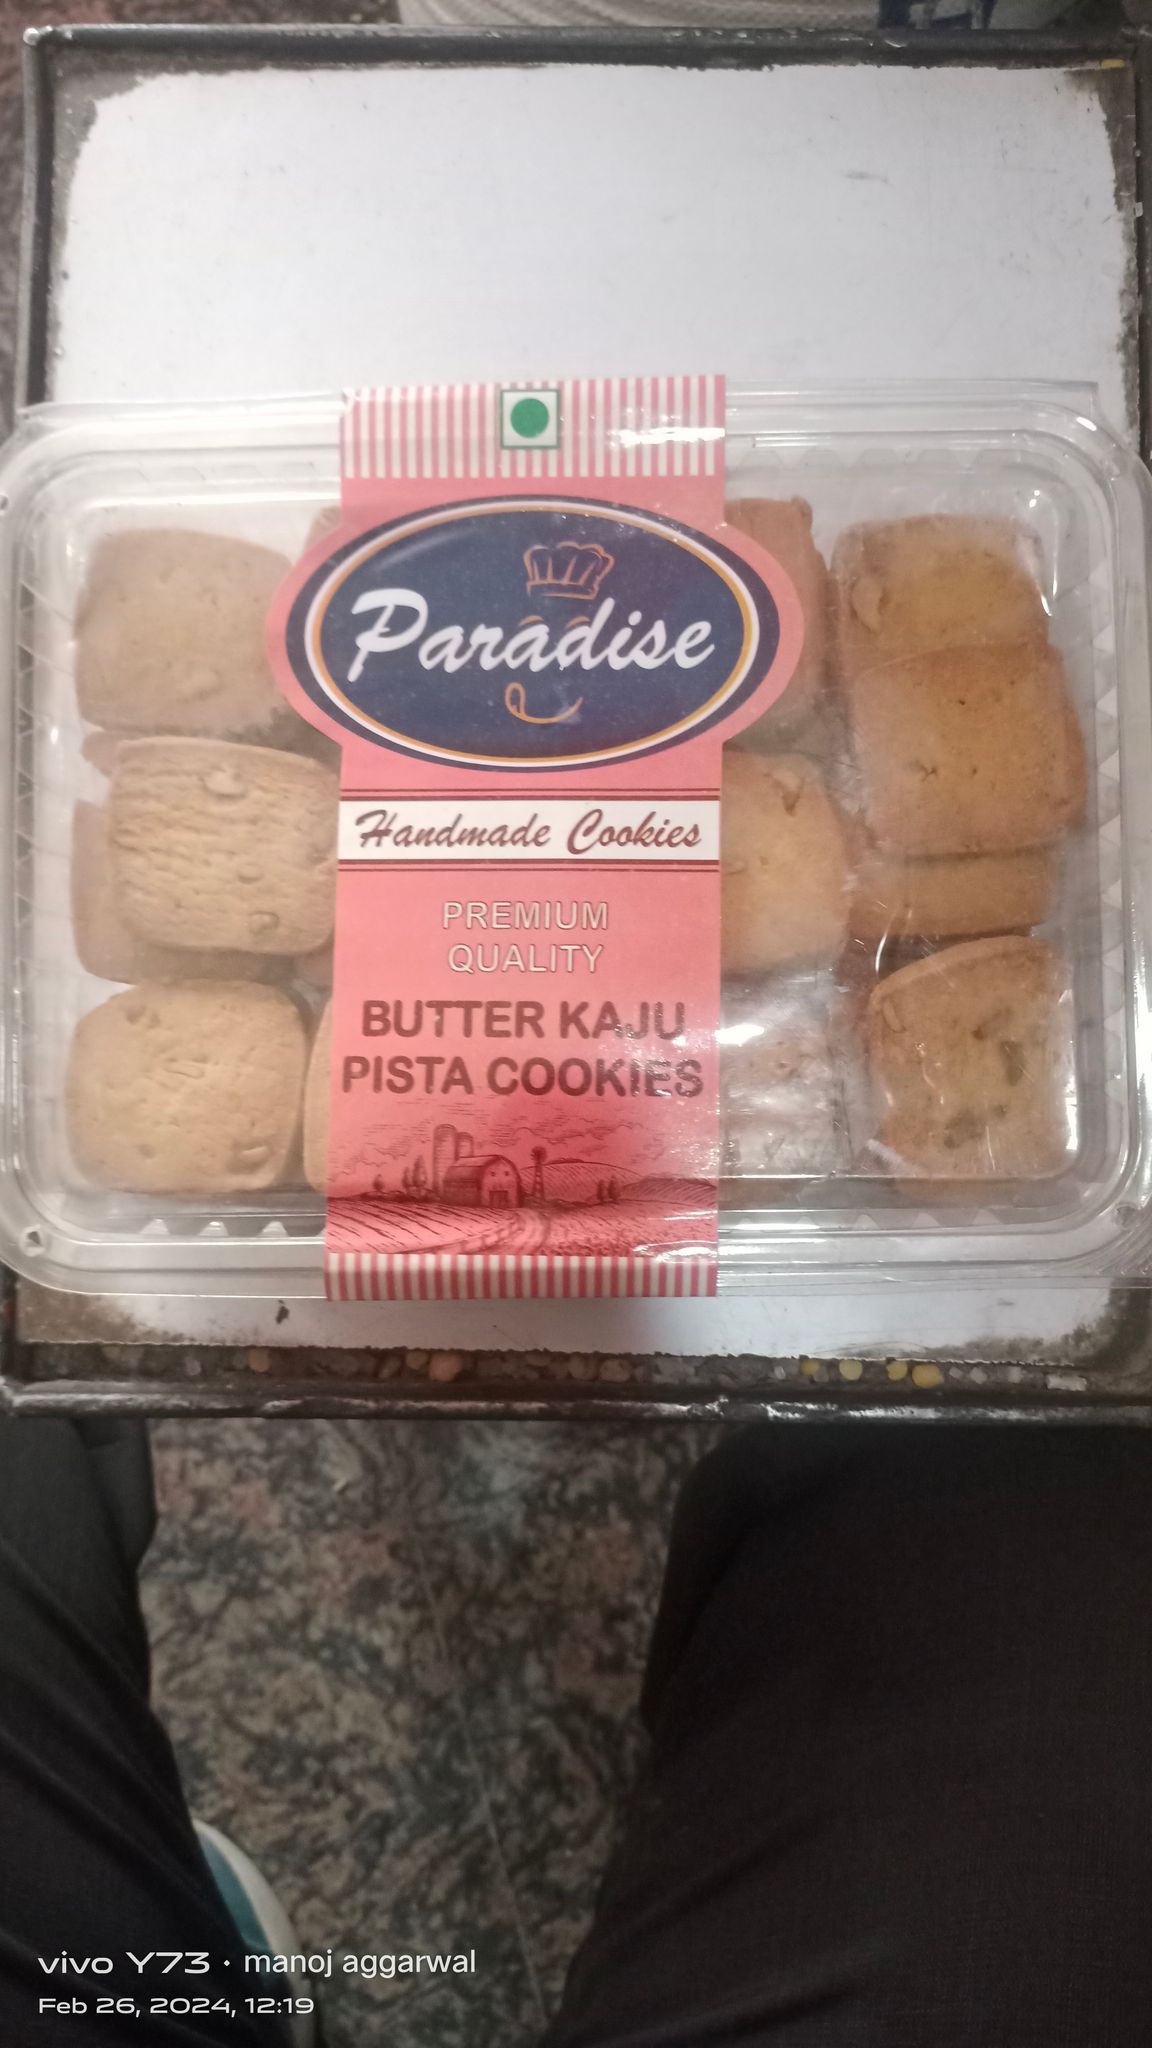 Paradise
Handmade Cookies
PREMIUM
QUALITY
BUTTER KAJU
PISTA COOKIES
vivo Y73 · manoj aggarwal
Feb 26, 2024, 12:19